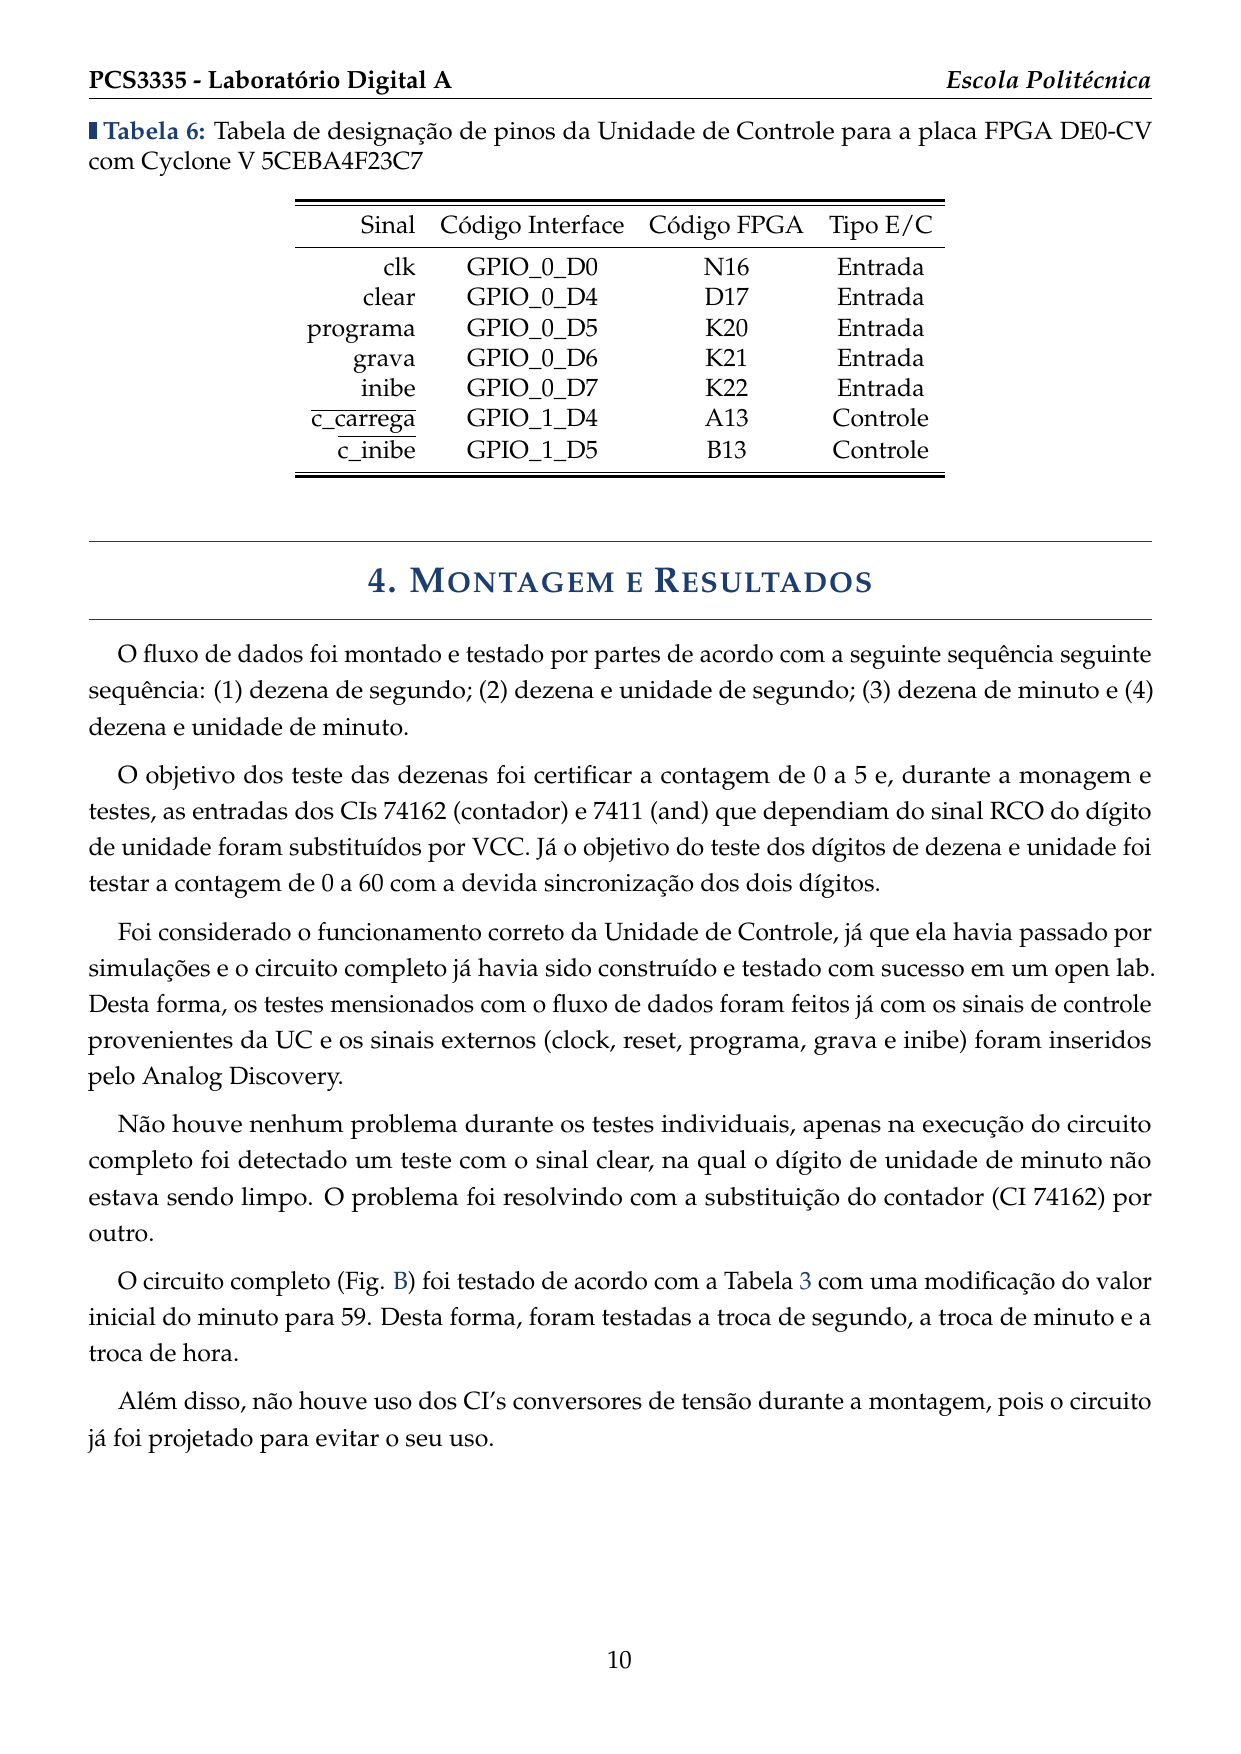 PCS3335 - Laboratório Digital A Escola Politécnica
Tabela 6: Tabela de designação de pinos da Unidade de Controle para a placa FPGA DE0-CV
com Cyclone V 5CEBA4F23C7
Sinal Código Interface Código FPGA Tipo E/C
clk GPIO_0_D0 N16 Entrada
clear GPIO_0_D4 D17 Entrada
programa GPIO_0_D5 K20 Entrada
grava GPIO_0_D6 K21 Entrada
inibe GPIO_0_D7 K22 Entrada
c_carrega GPIO_1_D4 A13 Controle
c_inibe GPIO_1_D5 B13 Controle
4. MONTAGEM E RESULTADOS
O fluxo de dados foi montado e testado por partes de acordo com a seguinte sequência seguinte
sequência: (1) dezena de segundo; (2) dezena e unidade de segundo; (3) dezena de minuto e (4)
dezena e unidade de minuto.
O objetivo dos teste das dezenas foi certificar a contagem de 0 a 5 e, durante a monagem e
testes, as entradas dos CIs 74162 (contador) e 7411 (and) que dependiam do sinal RCO do dígito
de unidade foram substituídos por VCC. Já o objetivo do teste dos dígitos de dezena e unidade foi
testar a contagem de 0 a 60 com a devida sincronização dos dois dígitos.
Foi considerado o funcionamento correto da Unidade de Controle, já que ela havia passado por
simulações e o circuito completo já havia sido construído e testado com sucesso em um open lab.
Desta forma, os testes mensionados com o fluxo de dados foram feitos já com os sinais de controle
provenientes da UC e os sinais externos (clock, reset, programa, grava e inibe) foram inseridos
pelo Analog Discovery.
Não houve nenhum problema durante os testes individuais, apenas na execução do circuito
completo foi detectado um teste com o sinal clear, na qual o dígito de unidade de minuto não
estava sendo limpo. O problema foi resolvindo com a substituição do contador (CI 74162) por
outro.
O circuito completo (Fig. B) foi testado de acordo com a Tabela 3 com uma modificação do valor
inicial do minuto para 59. Desta forma, foram testadas a troca de segundo, a troca de minuto e a
troca de hora.
Além disso, não houve uso dos CI's conversores de tensão durante a montagem, pois o circuito
já foi projetado para evitar o seu uso.
10